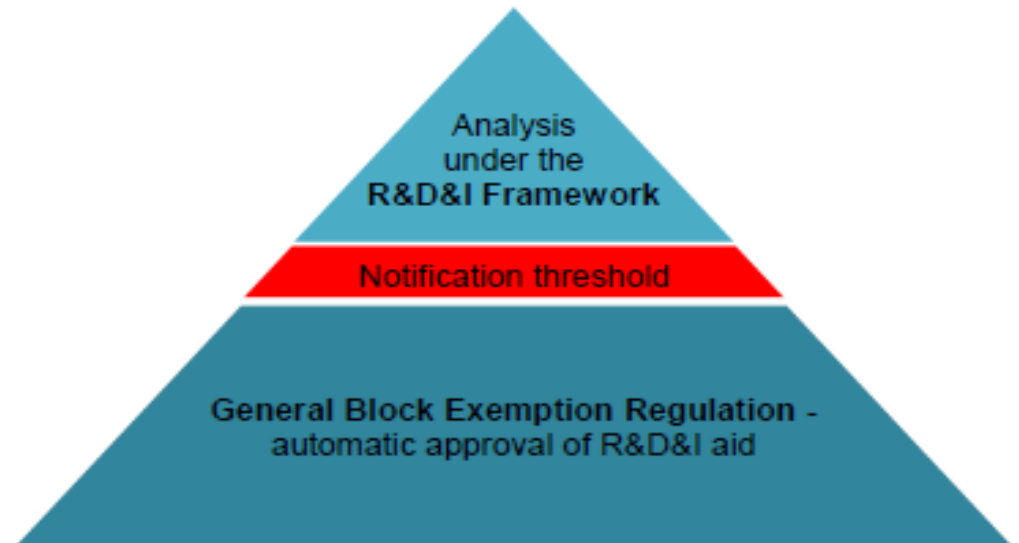 Analysis
under the
R&D&I Framework
Notification threshold
General Block Exemption Regulation -
automatic approval of R&D&I aid